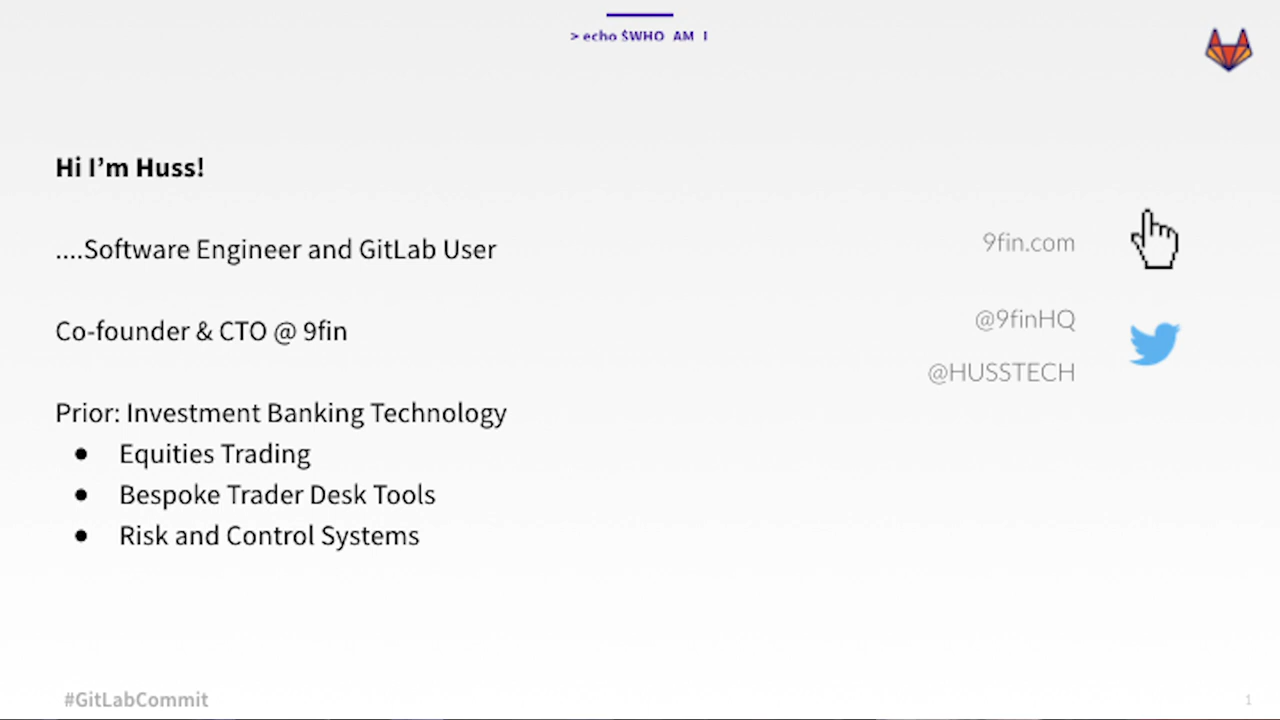 > echo $WHO_AM_I
Hi I’m Huss!
....Software Engineer and GitLab User
Co-founder & CTO @ 9fin
Prior: Investment Banking Technology
● Equities Trading
● Bespoke Trader Desk Tools
● Risk and Control Systems
9fin.com
@9finHQ
@HUSSTECH
#GitLabCommit
1